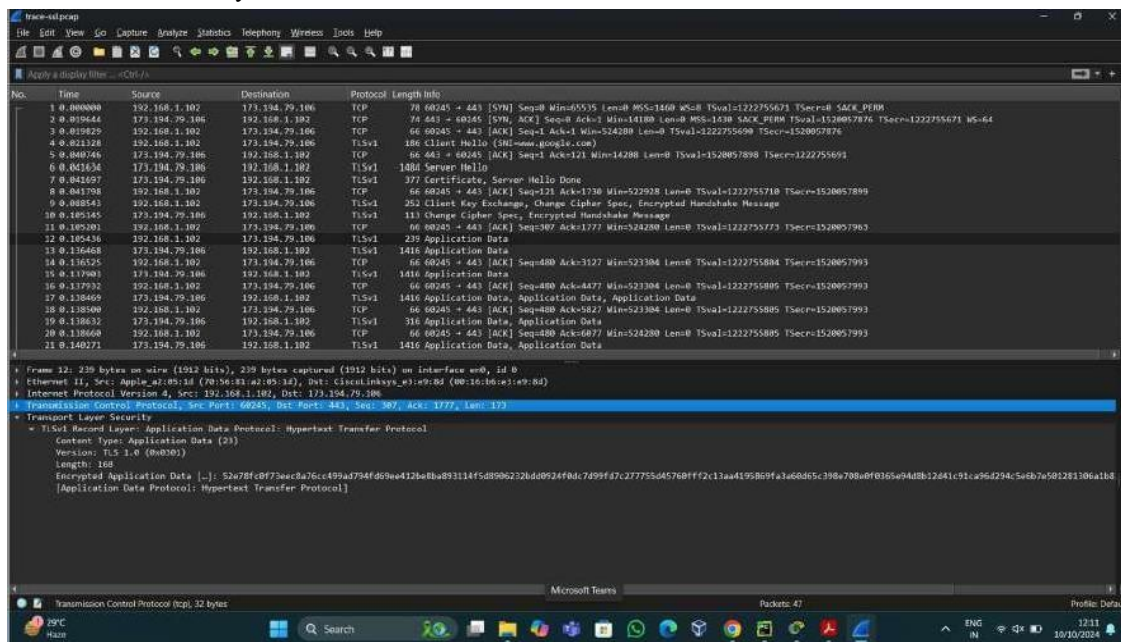 trace-ssl.pcap
File Edit View Go Capture Analyze Statistics Telephony Wireless Tools Help
Apply a display filter ... <Ctrl-/>
No. Time Source Destination Protocol Length Info
1 0.000000 192.168.1.102 173.194.79.106 TCP 78 60245 → 443 [SYN] Seq=0 Win=65535 Len=0 MSS=1460 WS=8 TSval=1222755671 TSecr=0 SACK_PERM
2 0.019644 173.194.79.106 192.168.1.102 TCP 74 443 → 60245 [SYN, ACK] Seq=0 Ack=1 Win=14180 Len=0 MSS=1430 SACK_PERM TSval=1520057876 TSecr=1222755671 WS=64
3 0.019829 192.168.1.102 173.194.79.106 TCP 66 60245 → 443 [ACK] Seq=1 Ack=1 Win=524280 Len=0 TSval=1222755690 TSecr=1520057876
4 0.021328 192.168.1.102 173.194.79.106 TLSv1 186 Client Hello (SNI=www.google.com)
5 0.040746 173.194.79.106 192.168.1.102 TCP 66 443 → 60245 [ACK] Seq=1 Ack=121 Win=14208 Len=0 TSval=1520057898 TSecr=1222755691
6 0.041634 173.194.79.106 192.168.1.102 TLSv1 1484 Server Hello
7 0.041697 173.194.79.106 192.168.1.102 TLSv1 377 Certificate, Server Hello Done
8 0.041798 192.168.1.102 173.194.79.106 TCP 66 60245 → 443 [ACK] Seq=121 Ack=1730 Win=522928 Len=0 TSval=1222755710 TSecr=1520057899
9 0.088543 192.168.1.102 173.194.79.106 TLSv1 252 Client Key Exchange, Change Cipher Spec, Encrypted Handshake Message
10 0.105145 173.194.79.106 192.168.1.102 TLSv1 113 Change Cipher Spec, Encrypted Handshake Message
11 0.105201 192.168.1.102 173.194.79.106 TCP 66 60245 → 443 [ACK] Seq=307 Ack=1777 Win=524280 Len=0 TSval=1222755773 TSecr=1520057963
12 0.105436 192.168.1.102 173.194.79.106 TLSv1 239 Application Data
13 0.136468 173.194.79.106 192.168.1.102 TLSv1 1416 Application Data
14 0.136525 192.168.1.102 173.194.79.106 TCP 66 60245 → 443 [ACK] Seq=480 Ack=3127 Win=523304 Len=0 TSval=1222755804 TSecr=1520057993
15 0.137903 173.194.79.106 192.168.1.102 TLSv1 1416 Application Data
16 0.137932 192.168.1.102 173.194.79.106 TCP 66 60245 → 443 [ACK] Seq=480 Ack=4477 Win=523304 Len=0 TSval=1222755805 TSecr=1520057993
17 0.138469 173.194.79.106 192.168.1.102 TLSv1 1416 Application Data, Application Data, Application Data
18 0.138500 192.168.1.102 173.194.79.106 TCP 66 60245 → 443 [ACK] Seq=480 Ack=5827 Win=523304 Len=0 TSval=1222755805 TSecr=1520057993
19 0.138632 173.194.79.106 192.168.1.102 TLSv1 316 Application Data, Application Data
20 0.138660 192.168.1.102 173.194.79.106 TCP 66 60245 → 443 [ACK] Seq=480 Ack=6077 Win=524280 Len=0 TSval=1222755805 TSecr=1520057993
21 0.140271 173.194.79.106 192.168.1.102 TLSv1 1416 Application Data, Application Data
Frame 12: 239 bytes on wire (1912 bits), 239 bytes captured (1912 bits) on interface en0, id 0
Ethernet II, Src: Apple_a2:05:1d (70:56:81:a2:05:1d), Dst: CiscoLinksys_e3:e9:8d (00:16:b6:e3:e9:8d)
Internet Protocol Version 4, Src: 192.168.1.102, Dst: 173.194.79.106
Transmission Control Protocol, Src Port: 60245, Dst Port: 443, Seq: 307, Ack: 1777, Len: 173
Transport Layer Security
TLSv1 Record Layer: Application Data Protocol: Hypertext Transfer Protocol
Content Type: Application Data (23)
Version: TLS 1.0 (0x0301)
Length: 168
Encrypted Application Data […]:
[Application Data Protocol: Hypertext Transfer Protocol]
Microsoft Teams
Transmission Control Protocol (tcp), 32 bytes
Packets: 47
Profile: Defau
29°C
Haze
Search
ENG
IN
12:11
10/10/2024